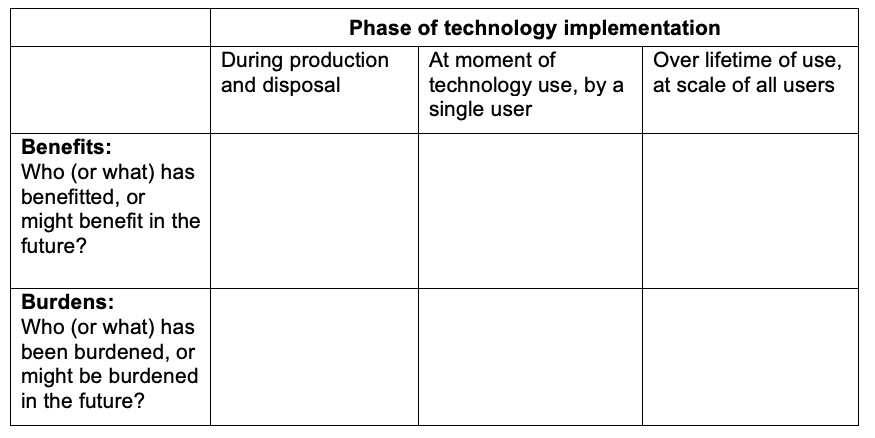 Phase of technology implementation
During production
and disposal
At moment of
technology use, by a
single user
Over lifetime of use,
at scale of all users
Benefits:
Who (or what) has
benefitted, or
might benefit in the
future?
Burdens:
Who (or what) has
been burdened, or
might be burdened
in the future?